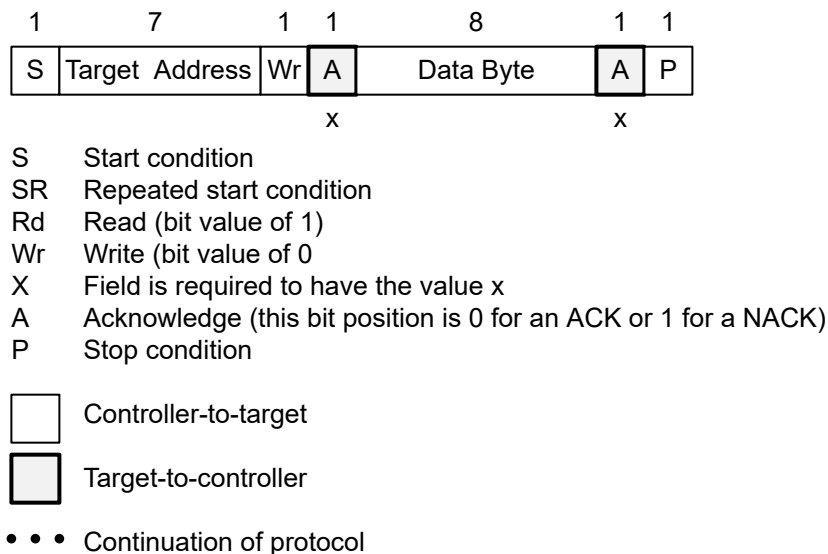 1 7 1 1 8 1 1
S Target Address Wr A Data Byte A P
x x
S Start condition
SR Repeated start condition
Rd Read (bit value of 1)
Wr Write (bit value of 0
X Field is required to have the value x
A Acknowledge (this bit position is 0 for an ACK or 1 for a NACK)
P Stop condition
Controller-to-target
Target-to-controller
• • • Continuation of protocol